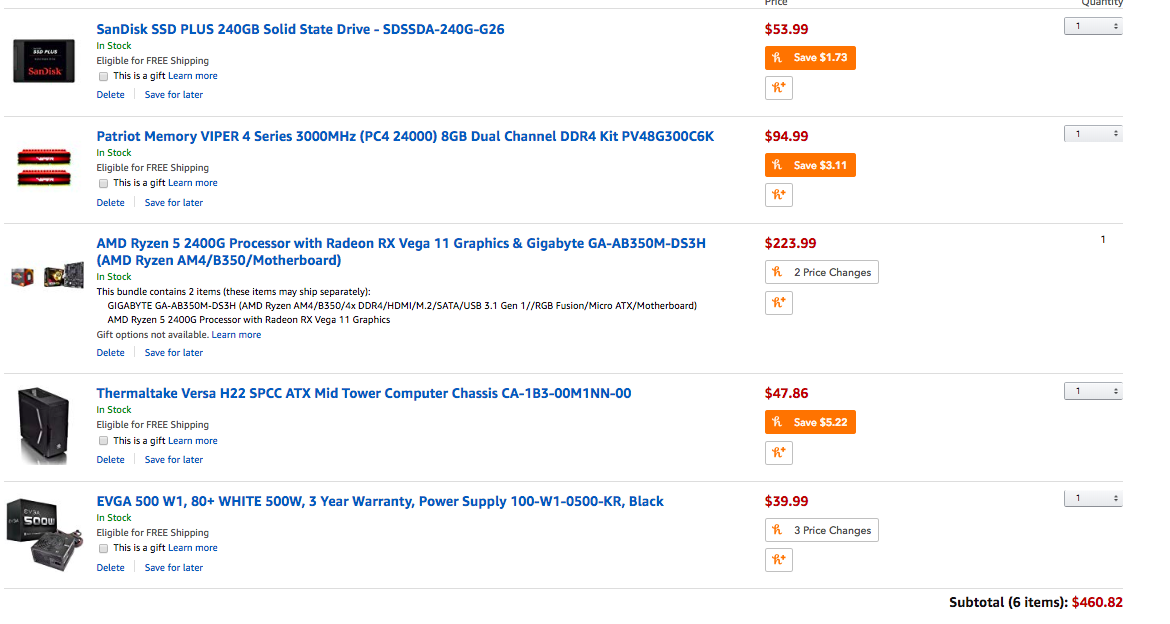 Price Quantity
SanDisk SSD PLUS 240GB Solid State Drive - SDSSDA-240G-G26 $53.99 1
In Stock
Eligible for FREE Shipping
Save $1.73
This is a gift Learn more
Delete Save for later
SSD PLUS
SanDisk
Patriot Memory VIPER 4 Series 3000MHz (PC4 24000) 8GB Dual Channel DDR4 Kit PV48G300C6K $94.99 1
In Stock
Eligible for FREE Shipping
Save $3.11
This is a gift Learn more
Delete Save for later
VIPER
VIPER
AMD Ryzen 5 2400G Processor with Radeon RX Vega 11 Graphics & Gigabyte GA-AB350M-DS3H $223.99 1
(AMD Ryzen AM4/B350/Motherboard)
In Stock
2 Price Changes
This bundle contains 2 items (these items may ship separately):
GIGABYTE GA-AB350M-DS3H (AMD Ryzen AM4/B350/4x DDR4/HDMI/M.2/SATA/USB 3.1 Gen 1//RGB Fusion/Micro ATX/Motherboard)
AMD Ryzen 5 2400G Processor with Radeon RX Vega 11 Graphics
Gift options not available. Learn more
Delete Save for later
Thermaltake Versa H22 SPCC ATX Mid Tower Computer Chassis CA-1B3-00M1NN-00 $47.86 1
In Stock
Eligible for FREE Shipping
Save $5.22
This is a gift Learn more
Delete Save for later
EVGA 500 W1, 80+ WHITE 500W, 3 Year Warranty, Power Supply 100-W1-0500-KR, Black $39.99 1
In Stock
Eligible for FREE Shipping
3 Price Changes
This is a gift Learn more
Delete Save for later
EVGA
500W
Subtotal (6 items): $460.82